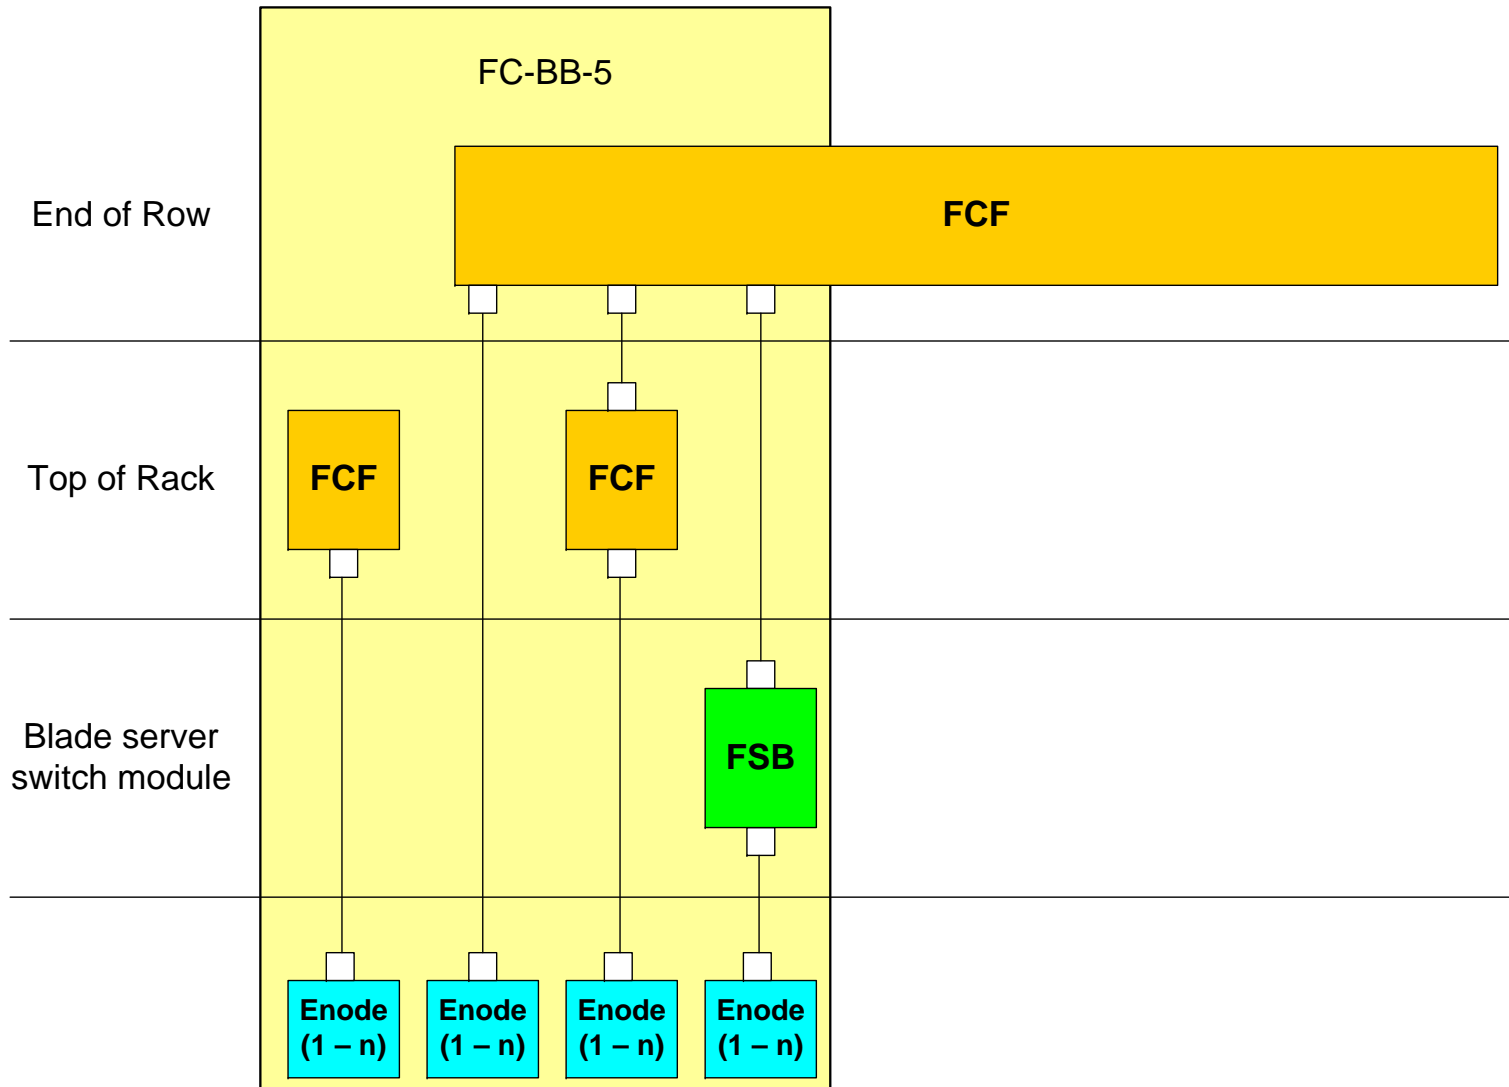 FC-BB-5
End of Row
FCF
Top of Rack
FCF
FCF
Blade server
switch module
FSB
Enode
(1 – n)
Enode
(1 – n)
Enode
(1 – n)
Enode
(1 – n)